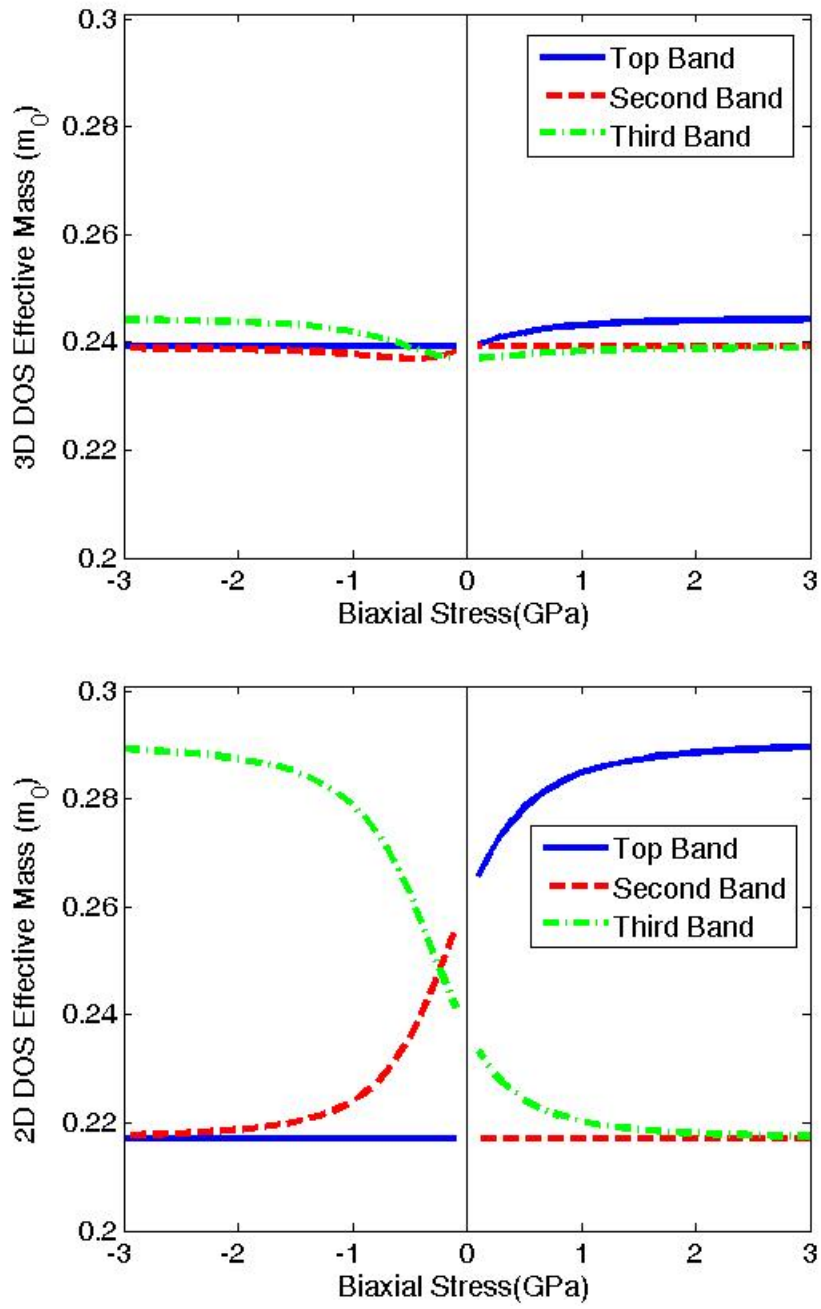 0.3
0.28
0.26
0.24
0.22
0.2
3D DOS Effective Mass (m0)
Top Band
Second Band
Third Band
-3 -2 -1 0 1 2 3
Biaxial Stress(GPa)
0.3
0.28
0.26
0.24
0.22
0.2
2D DOS Effective Mass (m0)
Top Band
Second Band
Third Band
-3 -2 -1 0 1 2 3
Biaxial Stress(GPa)